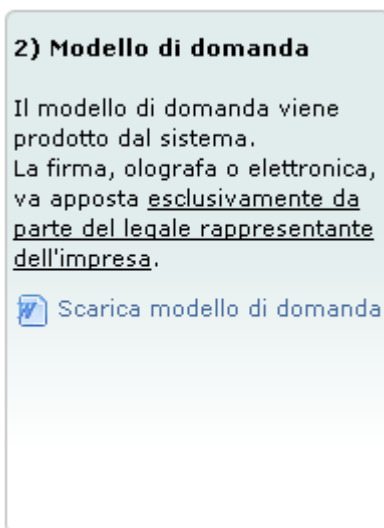 2) Modello di domanda
Il modello di domanda viene
prodotto dal sistema.
La firma, olografa o elettronica,
va apposta esclusivamente da
parte del legale rappresentante
dell'impresa.
Scarica modello di domanda